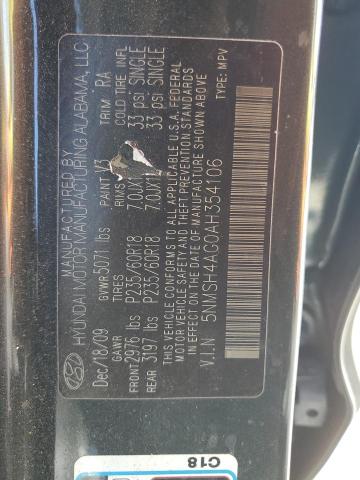 MANUFACTURED BY
HYUNDAI MOTOR MANUFACTURING ALABAMA, LLC
Dec/18/09 GVWR 5071 lbs PAINT TRIM RA
GAWR TIRES RIMS COLD TIRE INFL
FRONT 2976 lbs P235/60R18 7.0JX 33 psi SINGLE
REAR 3197 lbs P235/60R18 7.0JX 33 psi SINGLE
THIS VEHICLE CONFORMS TO ALL APPLICABLE U.S.A. FEDERAL
MOTOR VEHICLE SAFETY AND THEFT PREVENTION STANDARDS
IN EFFECT ON THE DATE OF MANUFACTURE SHOWN ABOVE
V.I.N 5NMSH4AG0AH354106 TYPE: MPV
G18